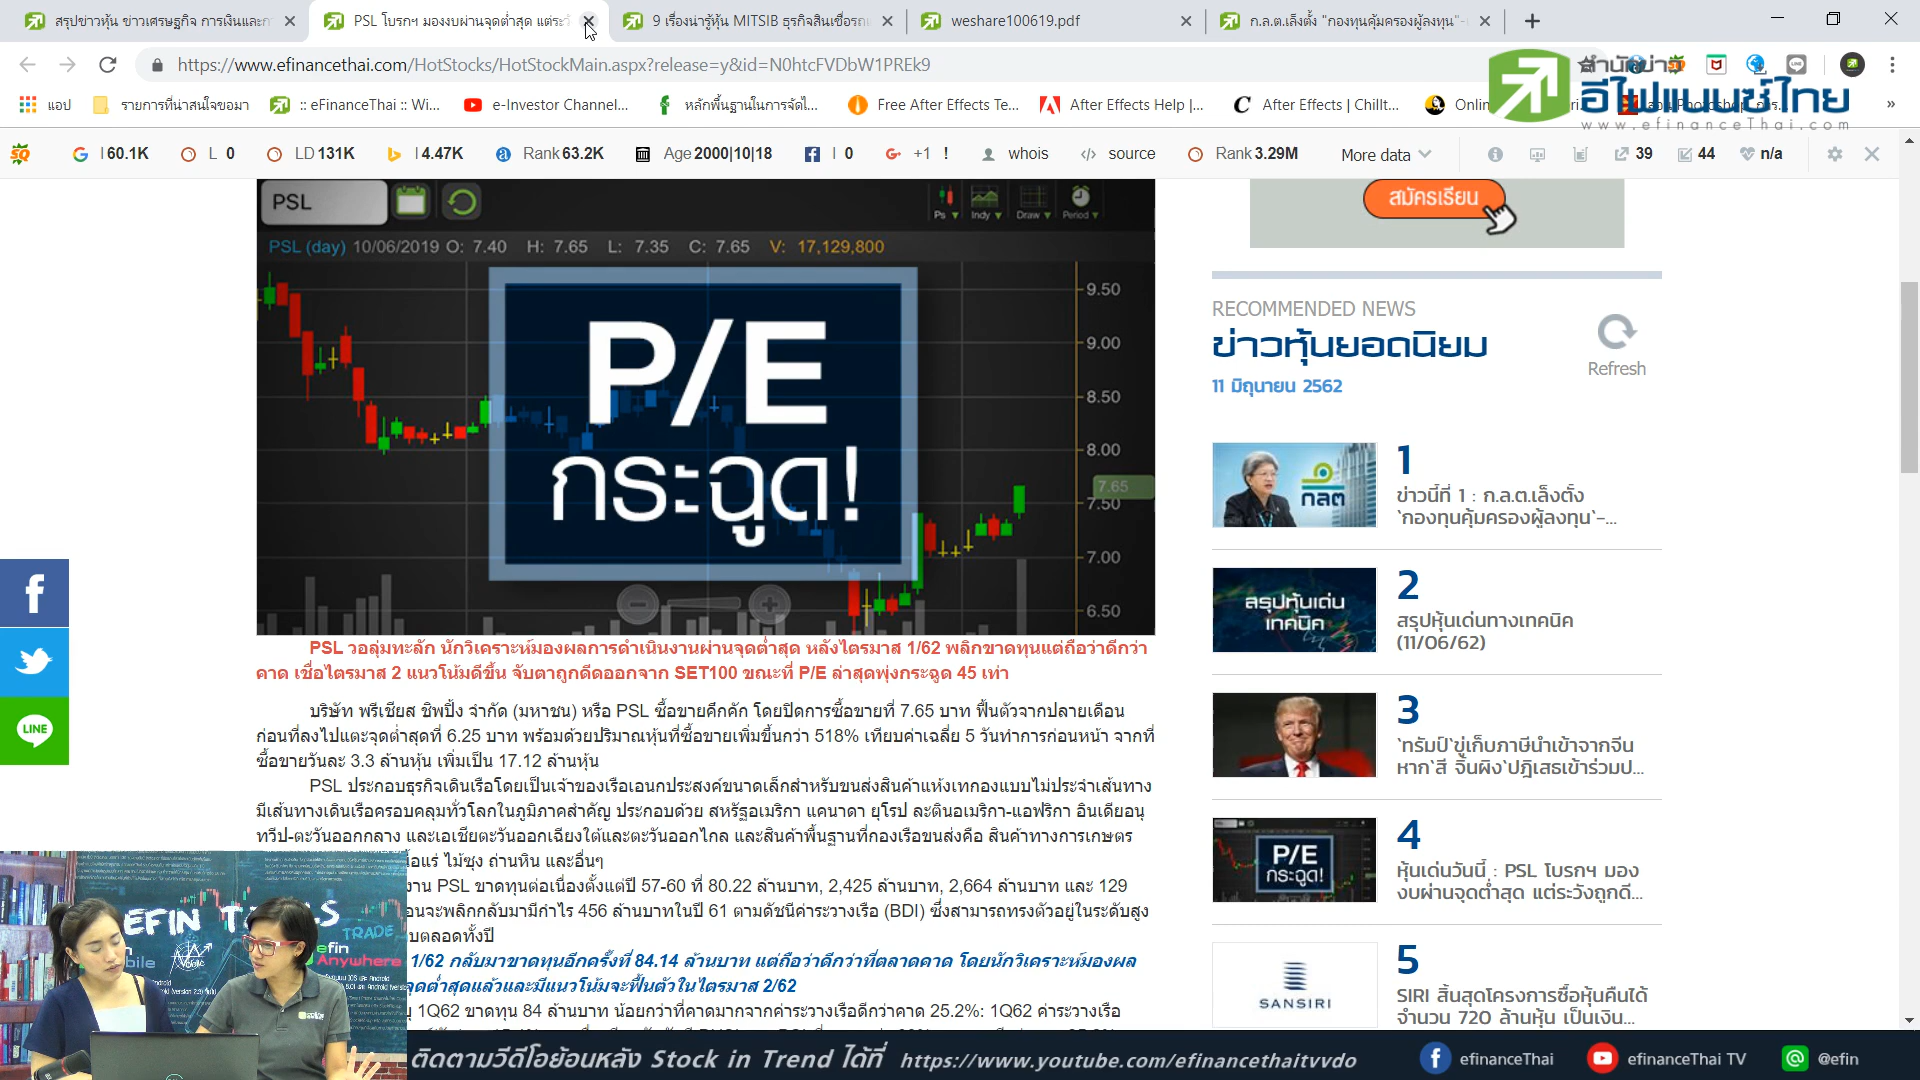 สรุปข่าวหุ้น ข่าวเศรษฐกิจ การเงินและก
PSL โบรกฯ มองงบผ่านจุดต่ำสุด แต่ระวั
9 เรื่องน่ารู้หุ้น MITSIB ธุรกิจสินเชื่อรถ
weshare100619.pdf
ก.ล.ต.เล็งตั้ง "กองทุนคุ้มครองผู้ลงทุน"-
https://www.efinancethai.com/HotStocks/HotStockMain.aspx?release=y&id=N0htcFVDbW1PREk9
สำนักข่าว
อีไฟแนนซ์ไทย
www.efinanceThai.com
แอป
รายการที่น่าสนใจของมา
:: eFinanceThai :: Wi...
e-Investor Channel...
หลักพื้นฐานในการจัดใ...
Free After Effects Te...
After Effects Help |...
After Effects | Chillt...
I 60.1K
L 0
LD 131K
I 4.47K
Rank 63.2K
Age 2000|10|18
I 0
+1 !
whois
source
Rank 3.29M
More data
39
44
n/a
PSL
Ps
Indy
Draw
Period
PSL (day) 10/06/2019 O: 7.40 H: 7.65 L: 7.35 C: 7.65 V: 17,129,800
9.50
9.00
8.50
8.00
7.65
7.50
7.00
6.50
P/E
กระฉูด!
PSL วอลุ่มทะลัก นักวิเคราะห์มองผลการดำเนินงานผ่านจุดต่ำสุด หลังไตรมาส 1/62 พลิกขาดทุนแต่ถือว่าดีกว่า
คาด เชื่อไตรมาส 2 แนวโน้มดีขึ้น จับตาถูกดีดออกจาก SET100 ขณะที่ P/E ล่าสุดพุ่งกระฉูด 45 เท่า
บริษัท พรีเชียส ชิพปิ้ง จำกัด (มหาชน) หรือ PSL ซื้อขายคึกคัก โดยปิดการซื้อขายที่ 7.65 บาท ฟื้นตัวจากปลายเดือน
ก่อนที่ลงไปแตะจุดต่ำสุดที่ 6.25 บาท พร้อมด้วยปริมาณหุ้นที่ซื้อขายเพิ่มขึ้นกว่า 518% เทียบค่าเฉลี่ย 5 วันทำการก่อนหน้า จากที่
ซื้อขายวันละ 3.3 ล้านหุ้น เพิ่มเป็น 17.12 ล้านหุ้น
PSL ประกอบธุรกิจเดินเรือโดยเป็นเจ้าของเรือเอนกประสงค์ขนาดเล็กสำหรับขนส่งสินค้าแห้งเทกองแบบไม่ประจำเส้นทาง
มีเส้นทางเดินเรือครอบคลุมทั่วโลกในภูมิภาคสำคัญ ประกอบด้วย สหรัฐอเมริกา แคนาดา ยุโรป ละตินอเมริกา-แอฟริกา อินเดียอนุ
ทวีป-ตะวันออกกลาง และเอเชียตะวันออกเฉียงใต้และตะวันออกไกล และสินค้าพื้นฐานที่กองเรือขนส่งคือ สินค้าทางการเกษตร
แร่ ไม้ซุง ถ่านหิน และอื่นๆ
งาน PSL ขาดทุนต่อเนื่องตั้งแต่ปี 57-60 ที่ 80.22 ล้านบาท, 2,425 ล้านบาท, 2,664 ล้านบาท และ 129
อนจะพลิกกลับมามีกำไร 456 ล้านบาทในปี 61 ตามดัชนีค่าระวางเรือ (BDI) ซึ่งสามารถทรงตัวอยู่ในระดับสูง
บตลอดทั้งปี
1/62 กลับมาขาดทุนอีกครั้งที่ 84.14 ล้านบาท แต่ถือว่าดีกว่าที่ตลาดคาด โดยนักวิเคราะห์มองผล
ดต่ำสุดแล้วและมีแนวโน้มจะฟื้นตัวในไตรมาส 2/62
1Q62 ขาดทุน 84 ล้านบาท น้อยกว่าที่คาดมากจากค่าระวางเรือดีกว่าคาด 25.2%: 1Q62 ค่าระวางเรือ
สมัครเรียน
RECOMMENDED NEWS
ข่าวหุ้นยอดนิยม
11 มิถุนายน 2562
Refresh
กลต
1
ข่าวนี้ที่ 1 : ก.ล.ต.เล็งตั้ง
`กองทุนคุ้มครองผู้ลงทุน`-...
สรุปหุ้นเด่น
เทคนิค
2
สรุปหุ้นเด่นทางเทคนิค
(11/06/62)
3
`ทรัมป์`ขู่เก็บภาษีนำเข้าจากจีน
หาก`สี จิ้นผิง`ปฏิเสธเข้าร่วมป...
P/E
กระฉูด!
4
หุ้นเด่นวันนี้ : PSL โบรกฯ มอง
งบผ่านจุดต่ำสุด แต่ระวังถูกดี...
SANSIRI
5
SIRI สิ้นสุดโครงการซื้อหุ้นคืนได้
จำนวน 720 ล้านหุ้น เป็นเงิน...
LINE
TRADE
efin
Anywhere
ติดตามวีดีโอย้อนหลัง Stock in Trend ได้ที่ https://www.youtube.com/efinancethaitvvdo
efinanceThai
efinanceThai TV
@efin